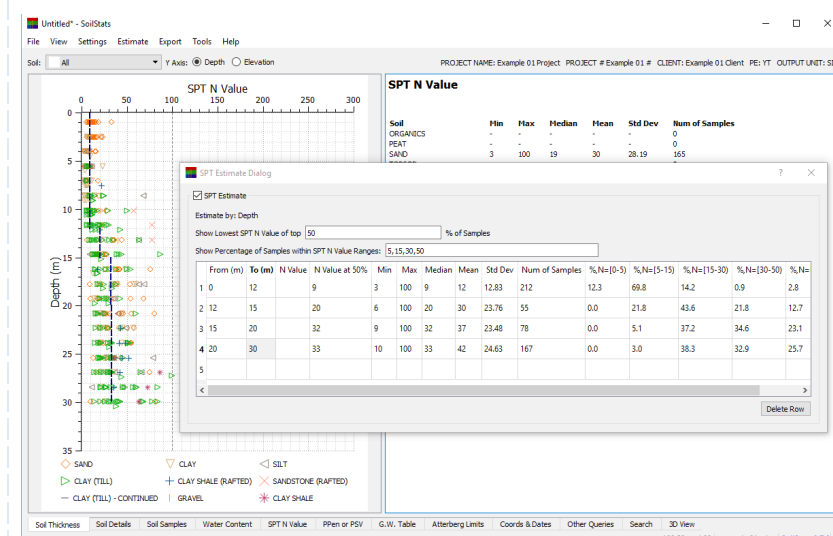 Untitled* - SoilStats
File View Settings Estimate Export Tools Help
Soil: All Y Axis: Depth Elevation PROJECT NAME: Example 01 Project PROJECT # Example 01 # CLIENT: Example 01 Client PE: YT OUTPUT UNIT: SI
SPT N Value
0 50 100 150 200 250 300
0
5
10
15
20
25
30
35
Depth (m)
SAND CLAY SILT
CLAY (TILL) CLAY SHALE (RAFTED) SANDSTONE (RAFTED)
CLAY (TILL) - CONTINUED GRAVEL CLAY SHALE
SPT N Value
Soil Min Max Median Mean Std Dev Num of Samples
ORGANICS - - - - - 0
PEAT - - - - - 0
SAND 3 100 19 30 28.19 165
SPT Estimate Dialog ?
SPT Estimate
Estimate by: Depth
Show Lowest SPT N Value of top 50 % of Samples
Show Percentage of Samples within SPT N Value Ranges: 5,15,30,50
From (m) To (m) N Value N Value at 50% Min Max Median Mean Std Dev Num of Samples %,N=[0-5) %,N=[5-15) %,N=[15-30) %,N=[30-50) %,N=
1 0 12 9 3 100 9 12 12.83 212 12.3 69.8 14.2 0.9 2.8
2 12 15 20 6 100 20 30 23.76 55 0.0 21.8 43.6 21.8 12.7
3 15 20 32 9 100 32 37 23.48 78 0.0 5.1 37.2 34.6 23.1
4 20 30 33 10 100 33 42 24.63 167 0.0 3.0 38.3 32.9 25.7
5
Delete Row
Soil Thickness Soil Details Soil Samples Water Content SPT N Value PPen or PSV G.W. Table Atterberg Limits Coords & Dates Other Queries Search 3D View